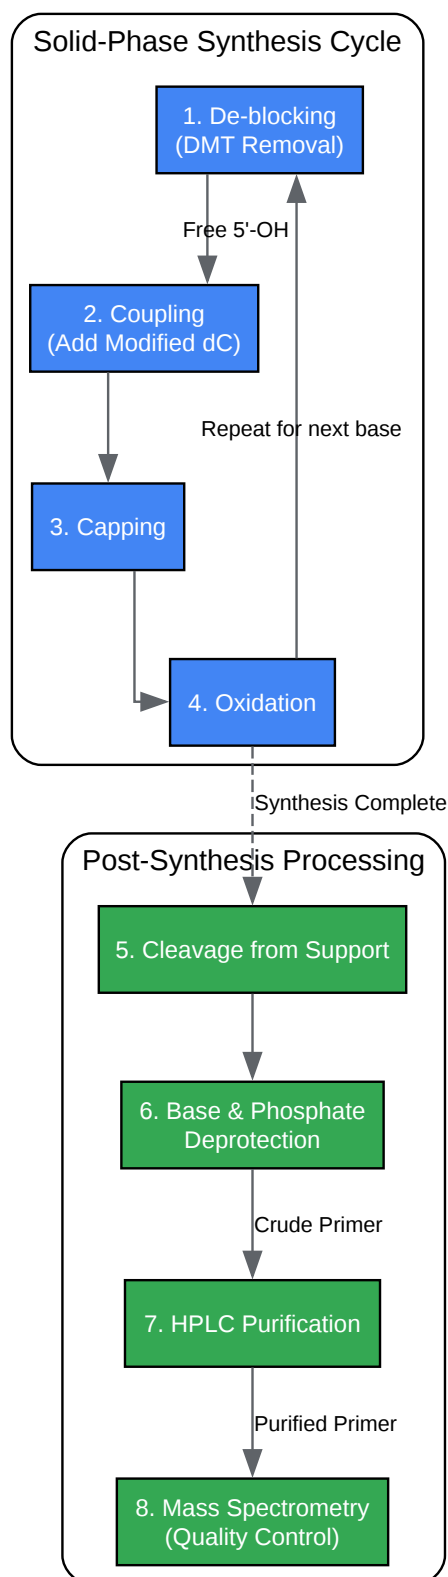 Solid-Phase Synthesis Cycle
1. De-blocking
(DMT Removal)
Free 5'-OH
2. Coupling
(Add Modified dC)
Repeat for next base
3. Capping
4. Oxidation
Synthesis Complete
Post-Synthesis Processing
5. Cleavage from Support
6. Base & Phosphate
Deprotection
Crude Primer
7. HPLC Purification
Purified Primer
8. Mass Spectrometry
(Quality Control)